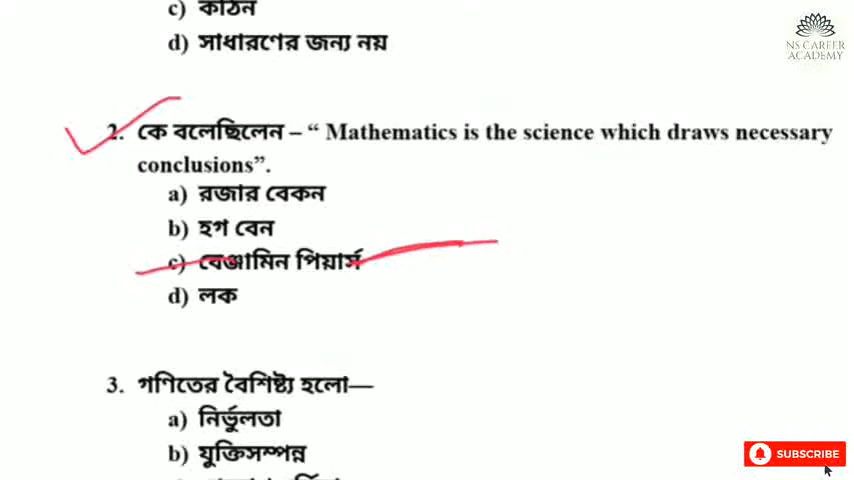 c) কঠিন
d) সাধারণের জন্য নয়
NS CAREER
ACADEMY
2. কে বলেছিলেন – “ Mathematics is the science which draws necessary
conclusions”.
a) রজার বেকন
b) হগ বেন
c) বেঞ্জামিন পিয়ার্স
d) লক
3. গণিতের বৈশিষ্ট্য হলো—
a) নির্ভুলতা
b) যুক্তিসম্পন্ন
SUBSCRIBE